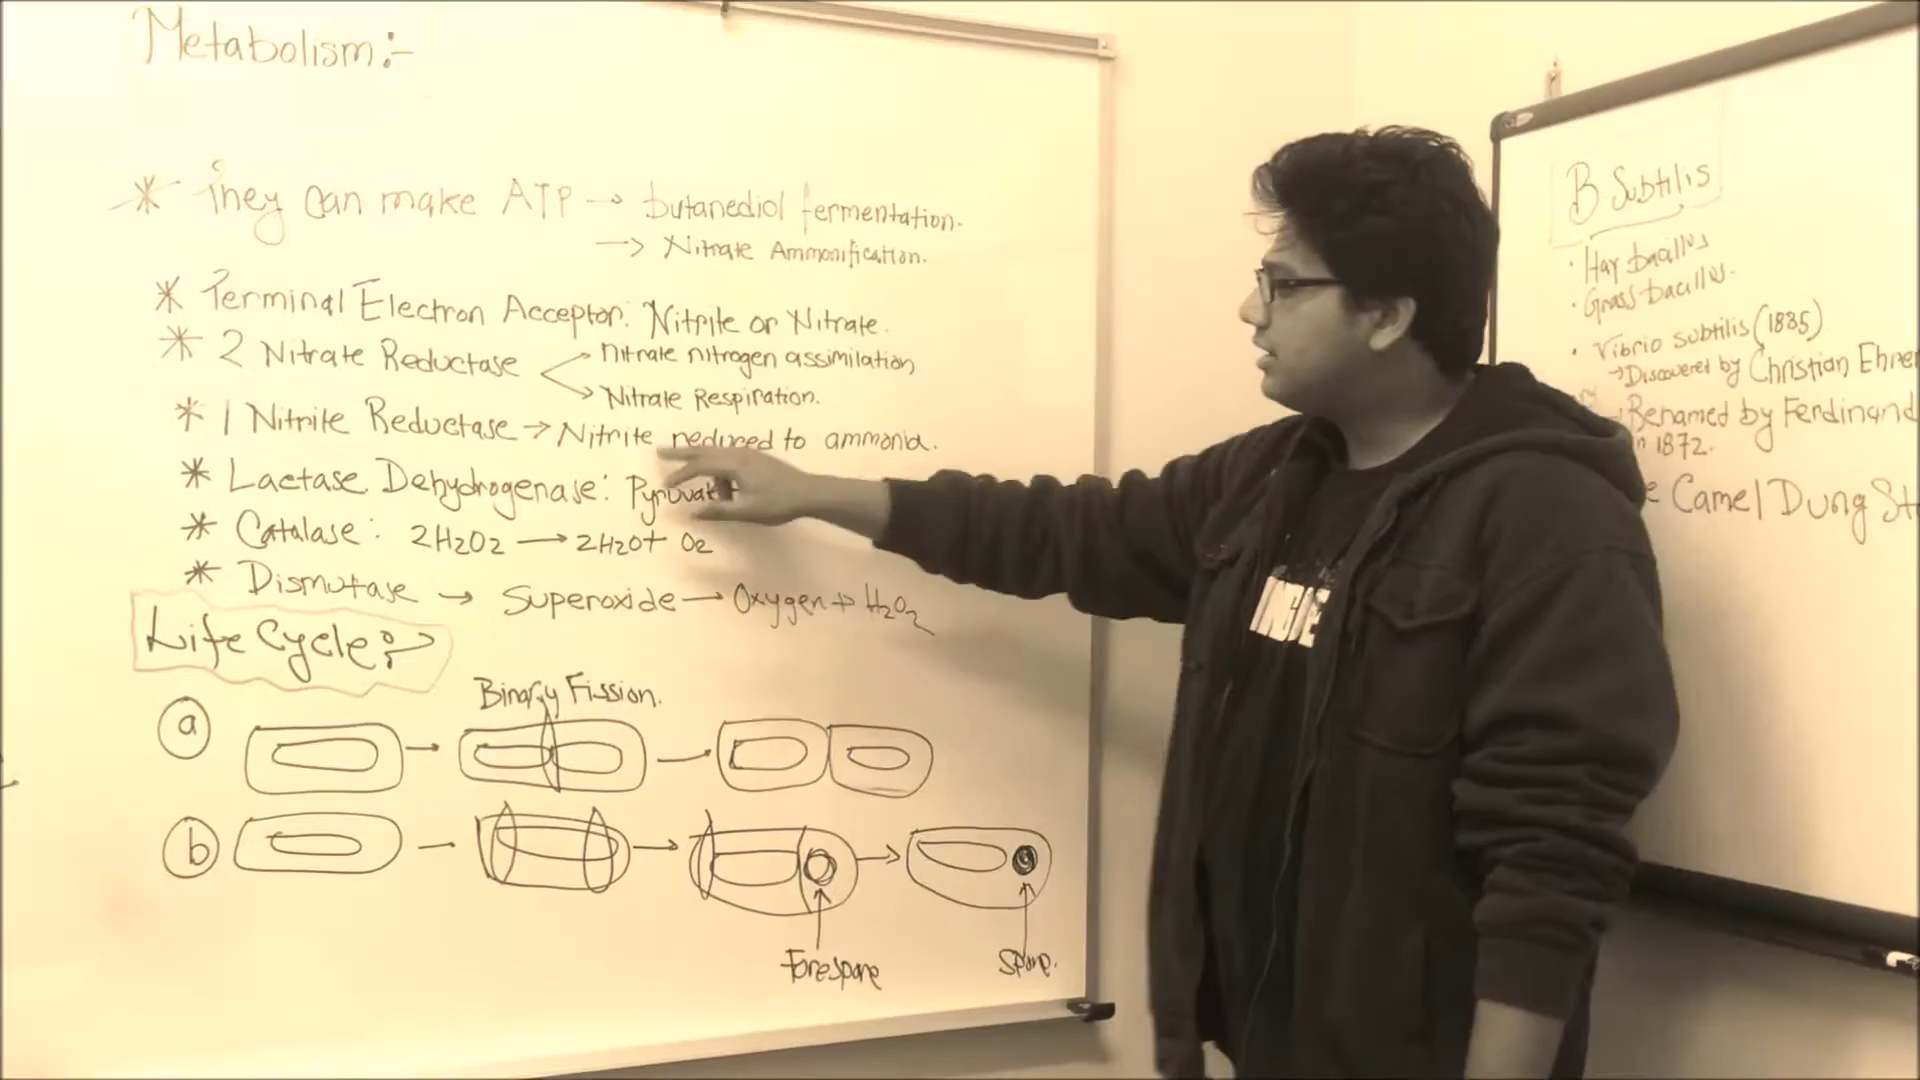 Metabolism:-
* They can make ATP → butanediol fermentation.
→ Nitrate Ammonification.
* Terminal Electron Acceptor: Nitrite or Nitrate.
* 2 Nitrate Reductase
nitrate nitrogen assimilation
Nitrate Respiration.
* 1 Nitrite Reductase → Nitrite reduced to ammonia.
* Lactase Dehydrogenase: Pyruvat
* Catalase: 2H2O2 → 2H2O + O2
* Dismutase → Superoxide → Oxygen + H2O2
Life Cycle:
Binary Fission.
a
b
Forespore
Spore.
B. Subtilis
• Hay bacillus
• Grass bacillus.
• Vibrio subtilis (1835)
→ Discovered by Christian Ehren
Renamed by Ferdinand
n 1872.
e Camel Dung St